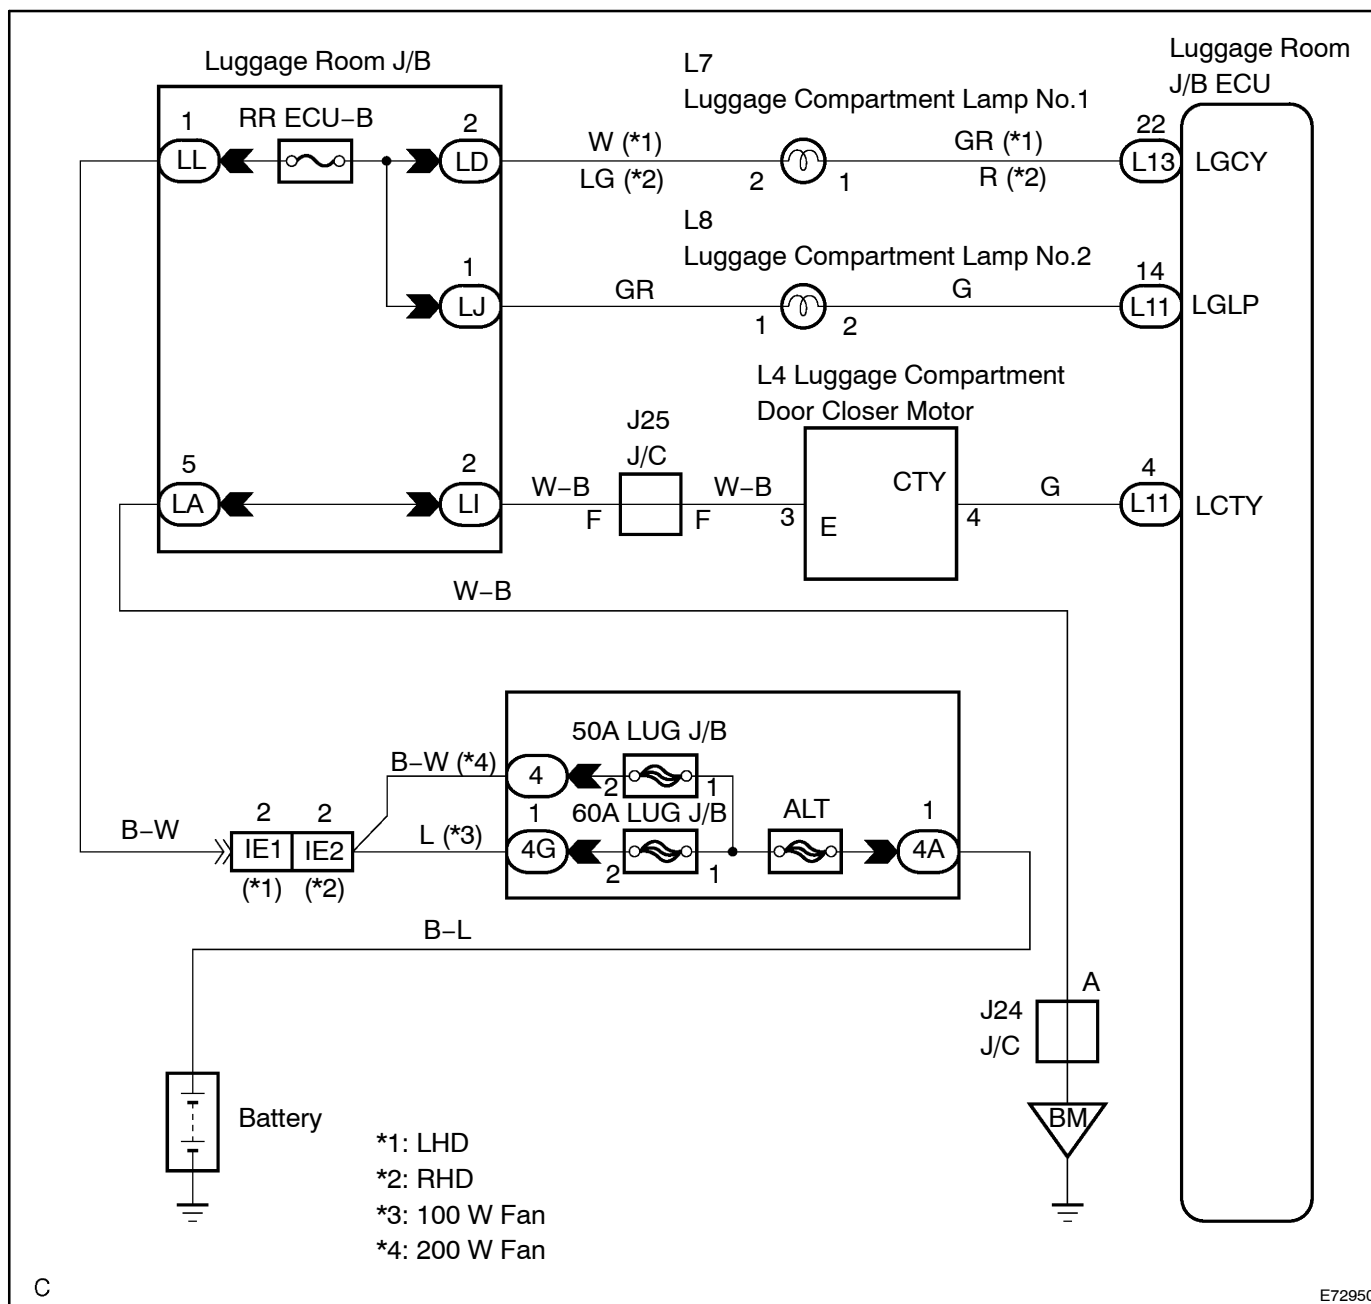 Luggage Room J/B
L7
Luggage Compartment Lamp No.1
Luggage Room
J/B ECU
1
RR ECU−B
2
LL
LD
W (*1)
LG (*2)
2
1
GR (*1)
R (*2)
22
L13
LGCY
L8
Luggage Compartment Lamp No.2
1
LJ
GR
1
2
G
14
L11
LGLP
L4 Luggage Compartment
Door Closer Motor
J25
J/C
5
LA
2
LI
W−B
F
F
W−B
3
E
CTY
4
G
4
L11
LCTY
W−B
50A LUG J/B
B−W (*4)
4
2
1
B−W
2
2
IE1
IE2
(*1)
(*2)
L (*3)
1
4G
60A LUG J/B
2
1
ALT
1
4A
B−L
A
J24
J/C
BM
Battery
*1: LHD
*2: RHD
*3: 100 W Fan
*4: 200 W Fan
C
E72950